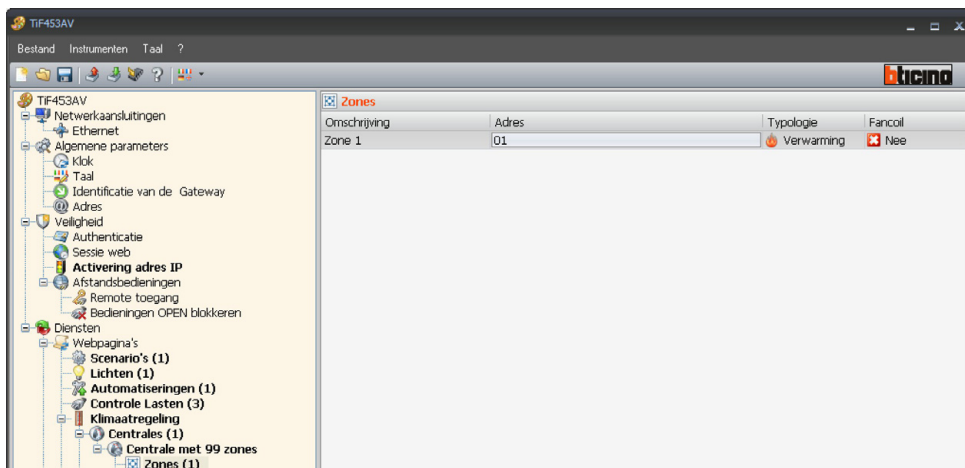 TiF453AV
Bestand Instrumenten Taal ?
bticino
TiF453AV
Netwerkaansluitingen
Ethernet
Algemene parameters
Klok
Taal
Identificatie van de Gateway
Adres
Veiligheid
Authenticatie
Sessie web
Activering adres IP
Afstandsbedieningen
Remote toegang
Bedieningen OPEN blokkeren
Diensten
Webpagina's
Scenario's (1)
Lichten (1)
Automatiseringen (1)
Controle Lasten (3)
Klimaatregeling
Centrales (1)
Centrale met 99 zones
Zones (1)
Zones
Omschrijving Adres Typologie Fancoil
Zone 1 01 Verwarming Nee